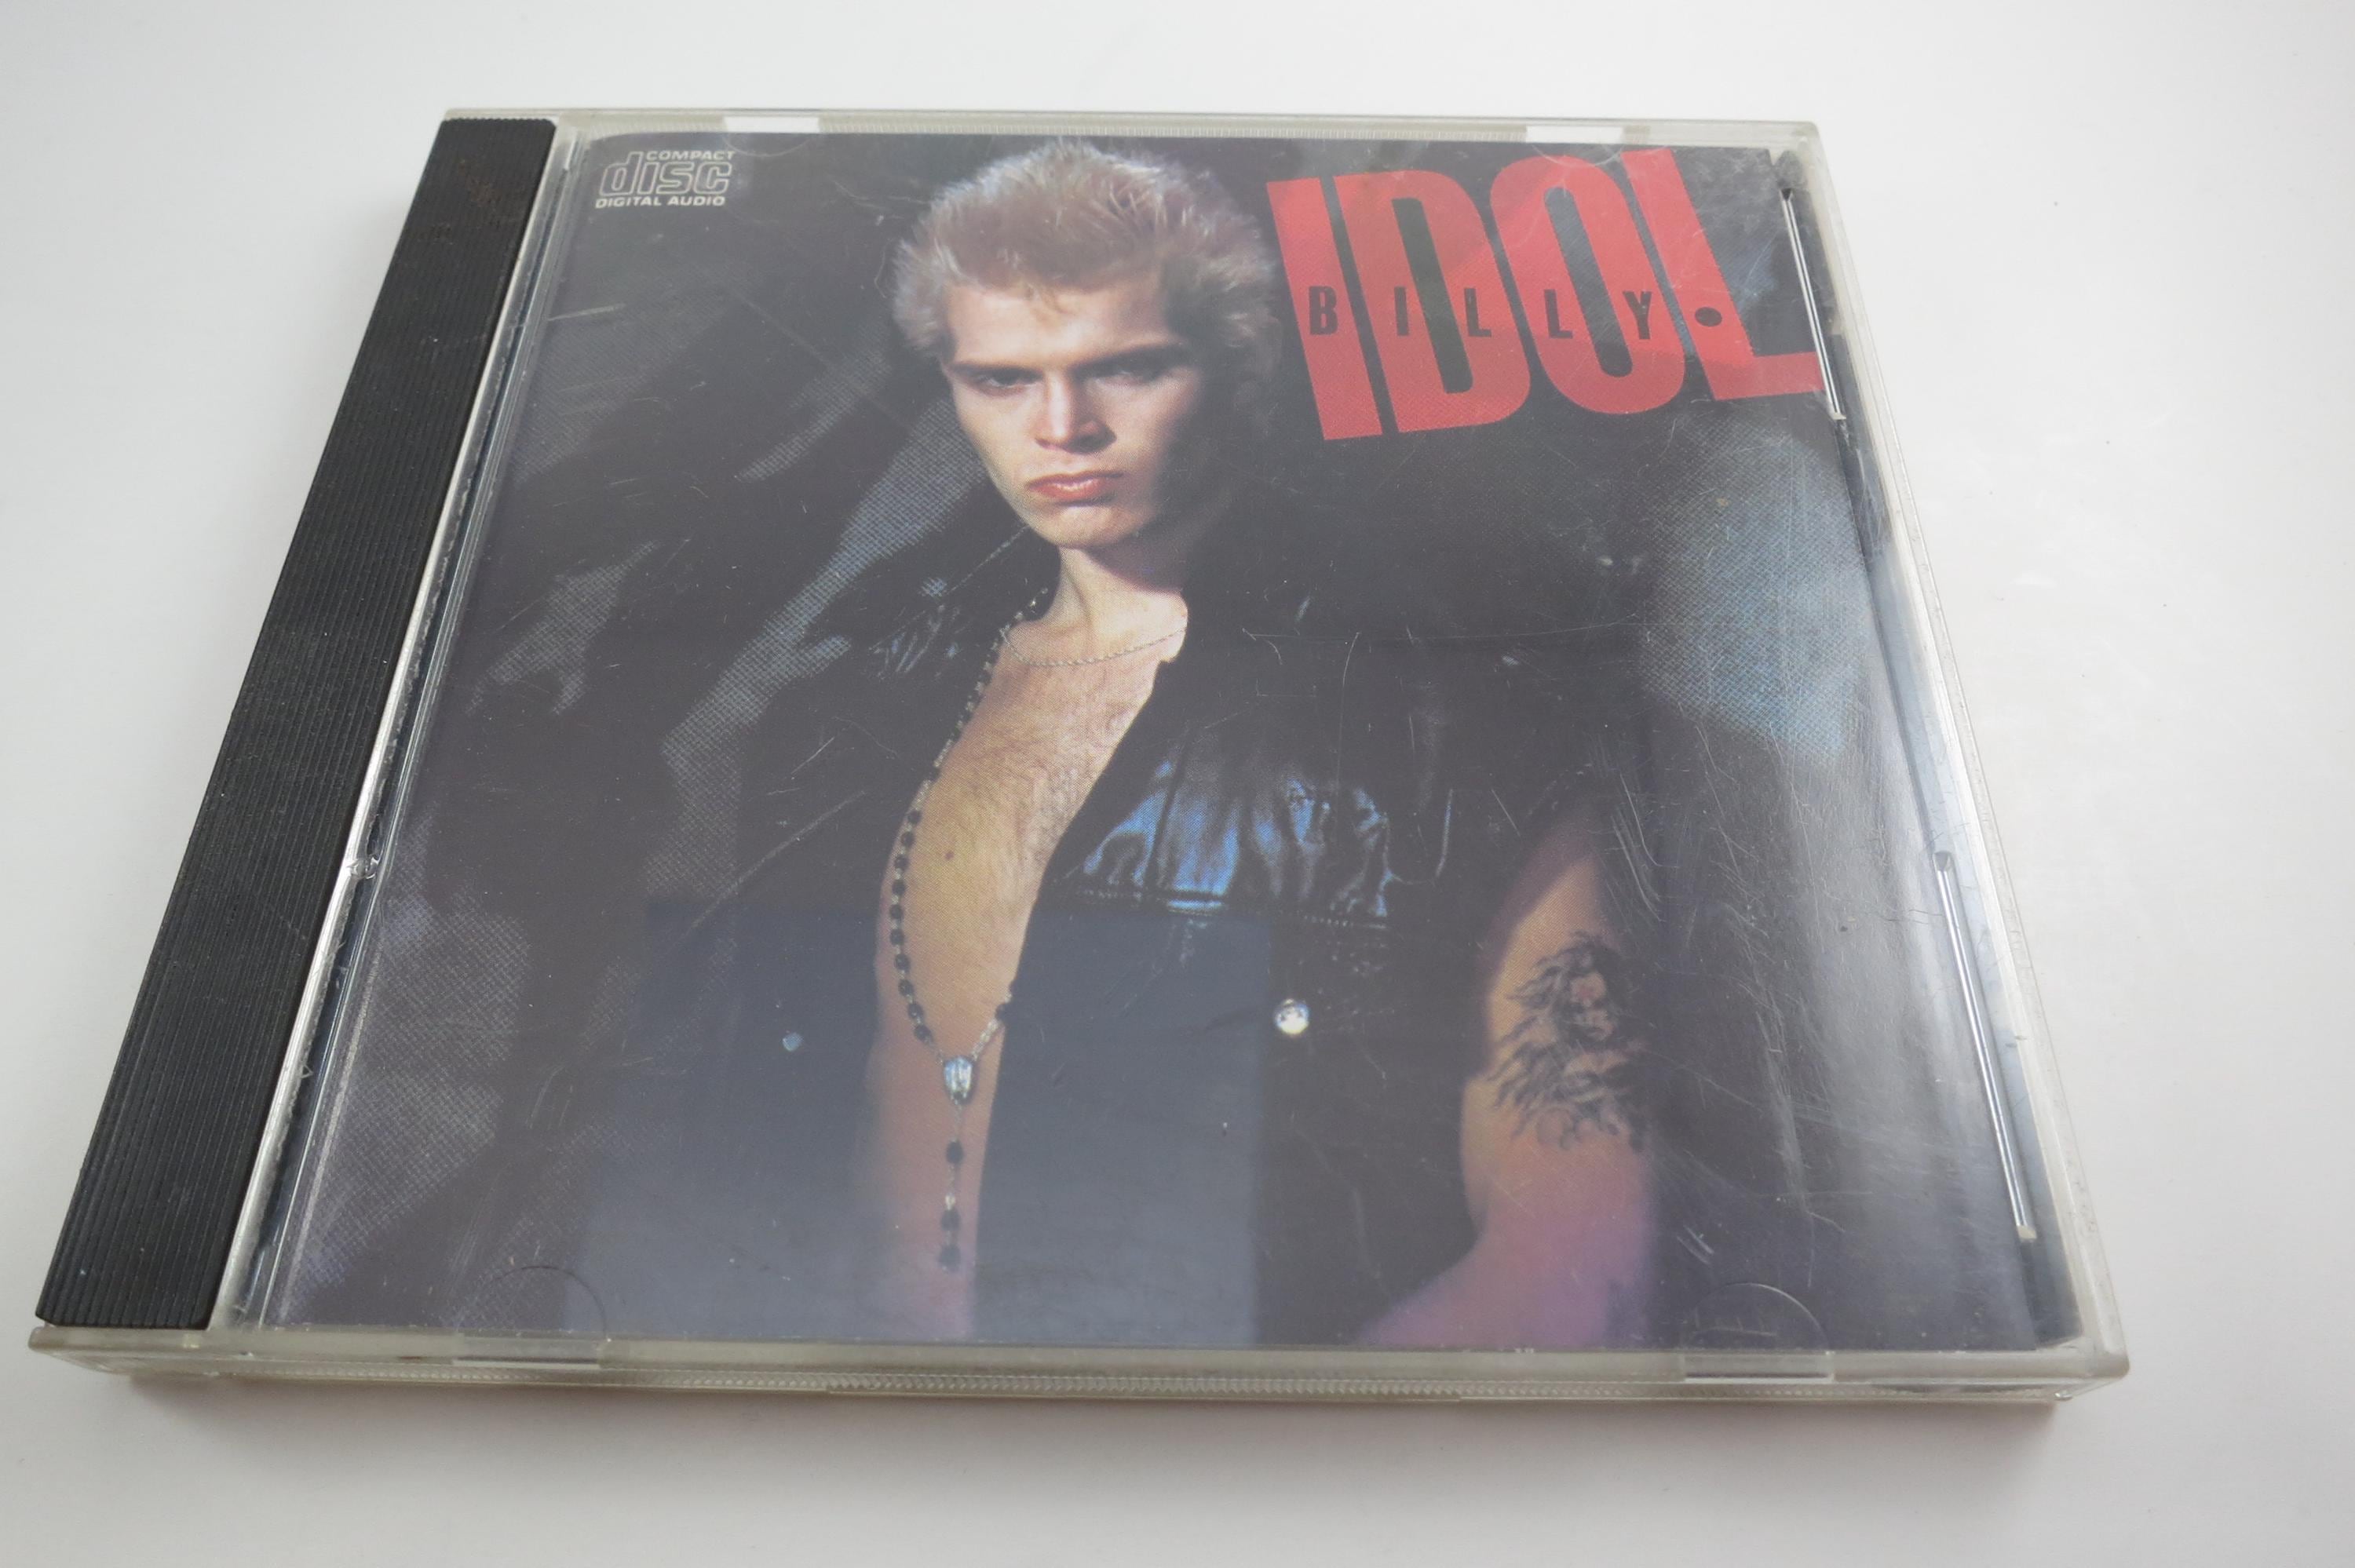 COMPACT
disc
DIGITAL AUDIO
IDOL
BILLY•